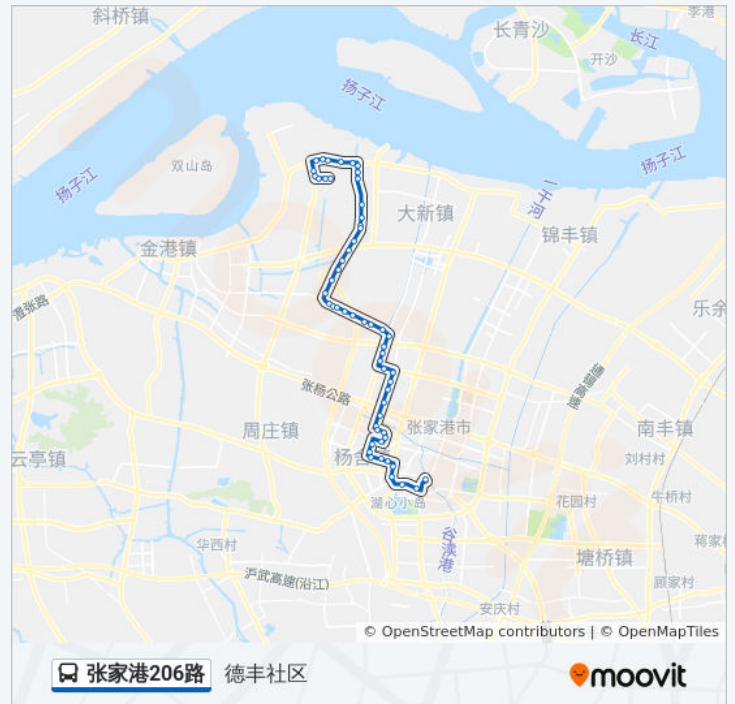 斜桥镇
李港
长青沙
长江
开沙
扬子江
双山岛
扬子江
扬子江
一干河
大新镇
金港镇
锦丰镇
乐余
张路
通锡高速
张杨公路
周庄镇
张家港市
南丰镇
云亭镇
杨舍
刘村村
牛桥村
湖心小岛
花园村
谷渎港
蒋家
华西村
塘桥镇
沪武高速(沿江)
顾家村
安庆村
© OpenStreetMap contributors | © OpenMapTiles
张家港206路 德丰社区
moovit